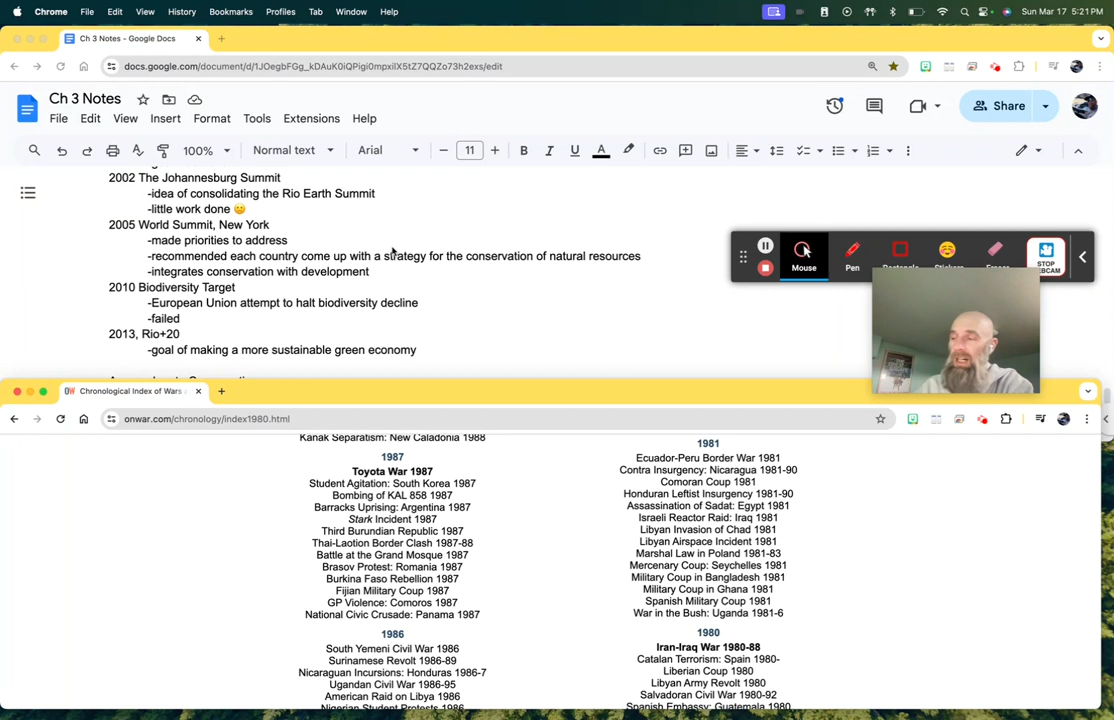 Chrome File Edit View History Bookmarks Profiles Tab Window Help Sun Mar 17 5:21 PM
Ch 3 Notes - Google Docs
docs.google.com/document/d/1JOegbFGg_kDAuK0iQPigi0mpxilX5tZ7QQZo73h2exs/edit
Ch 3 Notes
File Edit View Insert Format Tools Extensions Help
Share
100% Normal text Arial 11
2002 The Johannesburg Summit
-idea of consolidating the Rio Earth Summit
-little work done
2005 World Summit, New York
-made priorities to address
-recommended each country come up with a strategy for the conservation of natural resources
-integrates conservation with development
2010 Biodiversity Target
-European Union attempt to halt biodiversity decline
-failed
2013, Rio+20
-goal of making a more sustainable green economy
Mouse
Pen
STOP
Chronological Index of Wars
onwar.com/chronology/index1980.html
Kanak Separatism: New Caladonia 1988
1987
Toyota War 1987
Student Agitation: South Korea 1987
Bombing of KAL 858 1987
Barracks Uprising: Argentina 1987
Stark Incident 1987
Third Burundian Republic 1987
Thai-Laotion Border Clash 1987-88
Battle at the Grand Mosque 1987
Brasov Protest: Romania 1987
Burkina Faso Rebellion 1987
Fijian Military Coup 1987
GP Violence: Comoros 1987
National Civic Crusade: Panama 1987
1986
South Yemeni Civil War 1986
Surinamese Revolt 1986-89
Nicaraguan Incursions: Honduras 1986-7
Ugandan Civil War 1986-95
American Raid on Libya 1986
Nigerian Student Protests 1986
1981
Ecuador-Peru Border War 1981
Contra Insurgency: Nicaragua 1981-90
Comoran Coup 1981
Honduran Leftist Insurgency 1981-90
Assassination of Sadat: Egypt 1981
Israeli Reactor Raid: Iraq 1981
Libyan Invasion of Chad 1981
Libyan Airspace Incident 1981
Marshal Law in Poland 1981-83
Mercenary Coup: Seychelles 1981
Military Coup in Bangladesh 1981
Military Coup in Ghana 1981
Spanish Military Coup 1981
War in the Bush: Uganda 1981-6
1980
Iran-Iraq War 1980-88
Catalan Terrorism: Spain 1980-
Liberian Coup 1980
Libyan Army Revolt 1980
Salvadoran Civil War 1980-92
Spanish Embassy: Guatemala 1980